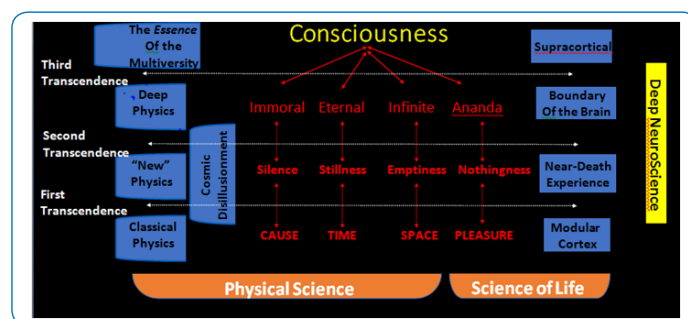 The Essence
Of the
Multiversity
Consciousness
Supracortical
Third
Transcendence
Deep
Physics
Immoral Eternal Infinite Ananda
Boundary
Of the Brain
Deep NeuroScience
Second
Transcendence
"New"
Physics
Cosmic
Disillusionment
Silence Stillness Emptiness Nothingness
Near-Death
Experience
First
Transcendence
Classical
Physics
CAUSE TIME SPACE PLEASURE
Modular
Cortex
Physical Science
Science of Life